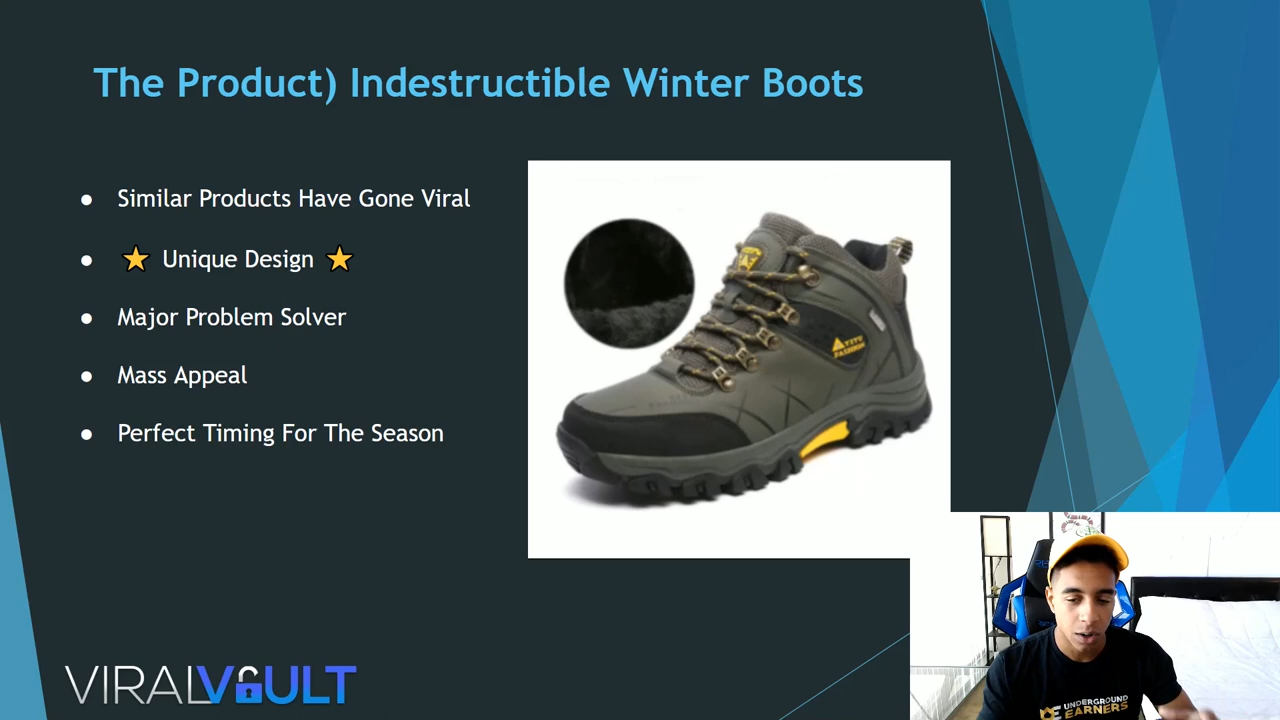 The Product) Indestructible Winter Boots
● Similar Products Have Gone Viral
● ⭐ Unique Design ⭐
● Major Problem Solver
● Mass Appeal
● Perfect Timing For The Season
FASHION
VIRALVAULT
UNDERGROUND
EARNERS